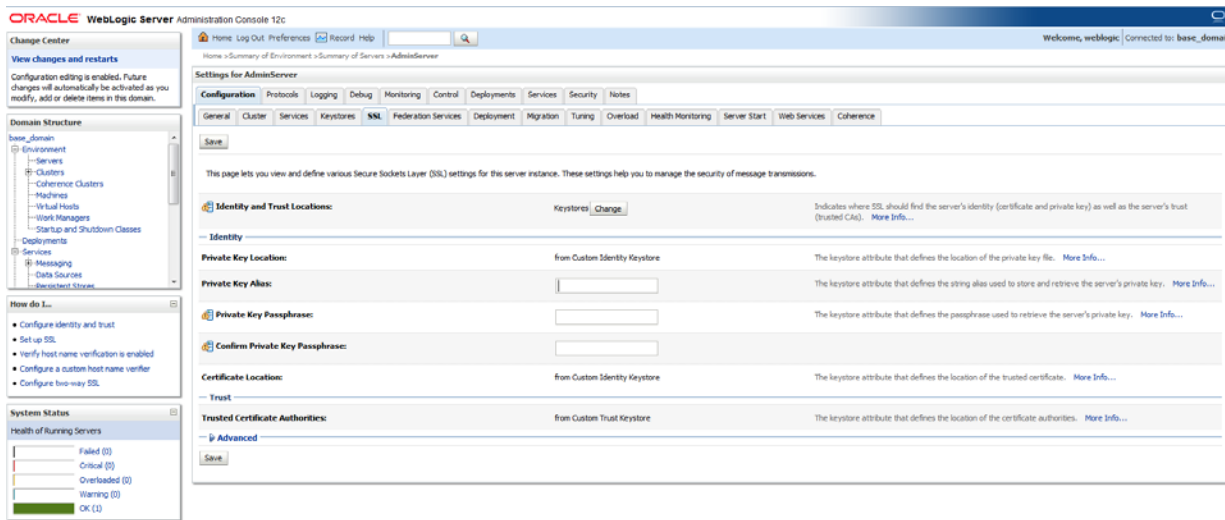 ORACLE WebLogic Server Administration Console 12c
Change Center
View changes and restarts
Configuration editing is enabled. Future
changes will automatically be activated as you
modify, add or delete items in this domain.
Domain Structure
base_domain
Environment
Servers
Clusters
Coherence Clusters
Machines
Virtual Hosts
Work Managers
Startup and Shutdown Classes
Deployments
Services
Messaging
Data Sources
Persistent Stores
How do I...
Configure identity and trust
Set up SSL
Verify host name verification is enabled
Configure a custom host name verifier
Configure two-way SSL
System Status
Health of Running Servers
Failed (0)
Critical (0)
Overloaded (0)
Warning (0)
OK (1)
Home Log Out Preferences Record Help
Welcome, weblogic Connected to: base_domai
Home >Summary of Environment >Summary of Servers >AdminServer
Settings for AdminServer
Configuration Protocols Logging Debug Monitoring Control Deployments Services Security Notes
General Cluster Services Keystores SSL Federation Services Deployment Migration Tuning Overload Health Monitoring Server Start Web Services Coherence
Save
This page lets you view and define various Secure Sockets Layer (SSL) settings for this server instance. These settings help you to manage the security of message transmissions.
Identity and Trust Locations: Keystores Change Indicates where SSL should find the server's identity (certificate and private key) as well as the server's trust
(trusted CAs). More Info...
Identity
Private Key Location: from Custom Identity Keystore The keystore attribute that defines the location of the private key file. More Info...
Private Key Alias: The keystore attribute that defines the string alias used to store and retrieve the server's private key. More Info...
Private Key Passphrase: The keystore attribute that defines the passphrase used to retrieve the server's private key. More Info...
Confirm Private Key Passphrase:
Certificate Location: from Custom Identity Keystore The keystore attribute that defines the location of the trusted certificate. More Info...
Trust
Trusted Certificate Authorities: from Custom Trust Keystore The keystore attribute that defines the location of the certificate authorities. More Info...
Advanced
Save